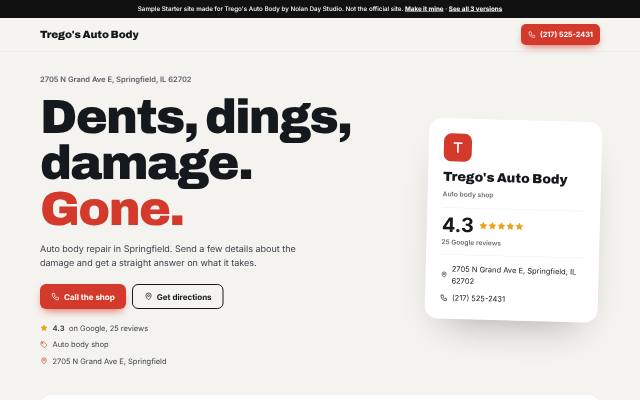 Sample Starter site made for Trego's Auto Body by Nolan Day Studio. Not the official site. Make it mine · See all 3 versions
Trego's Auto Body
(217) 525-2431
2705 N Grand Ave E, Springfield, IL 62702
Dents, dings,
damage.
Gone.
Auto body repair in Springfield. Send a few details about the
damage and get a straight answer on what it takes.
Call the shop
Get directions
4.3 on Google, 25 reviews
Auto body shop
2705 N Grand Ave E, Springfield
T
Trego's Auto Body
Auto body shop
4.3
25 Google reviews
2705 N Grand Ave E, Springfield, IL
62702
(217) 525-2431